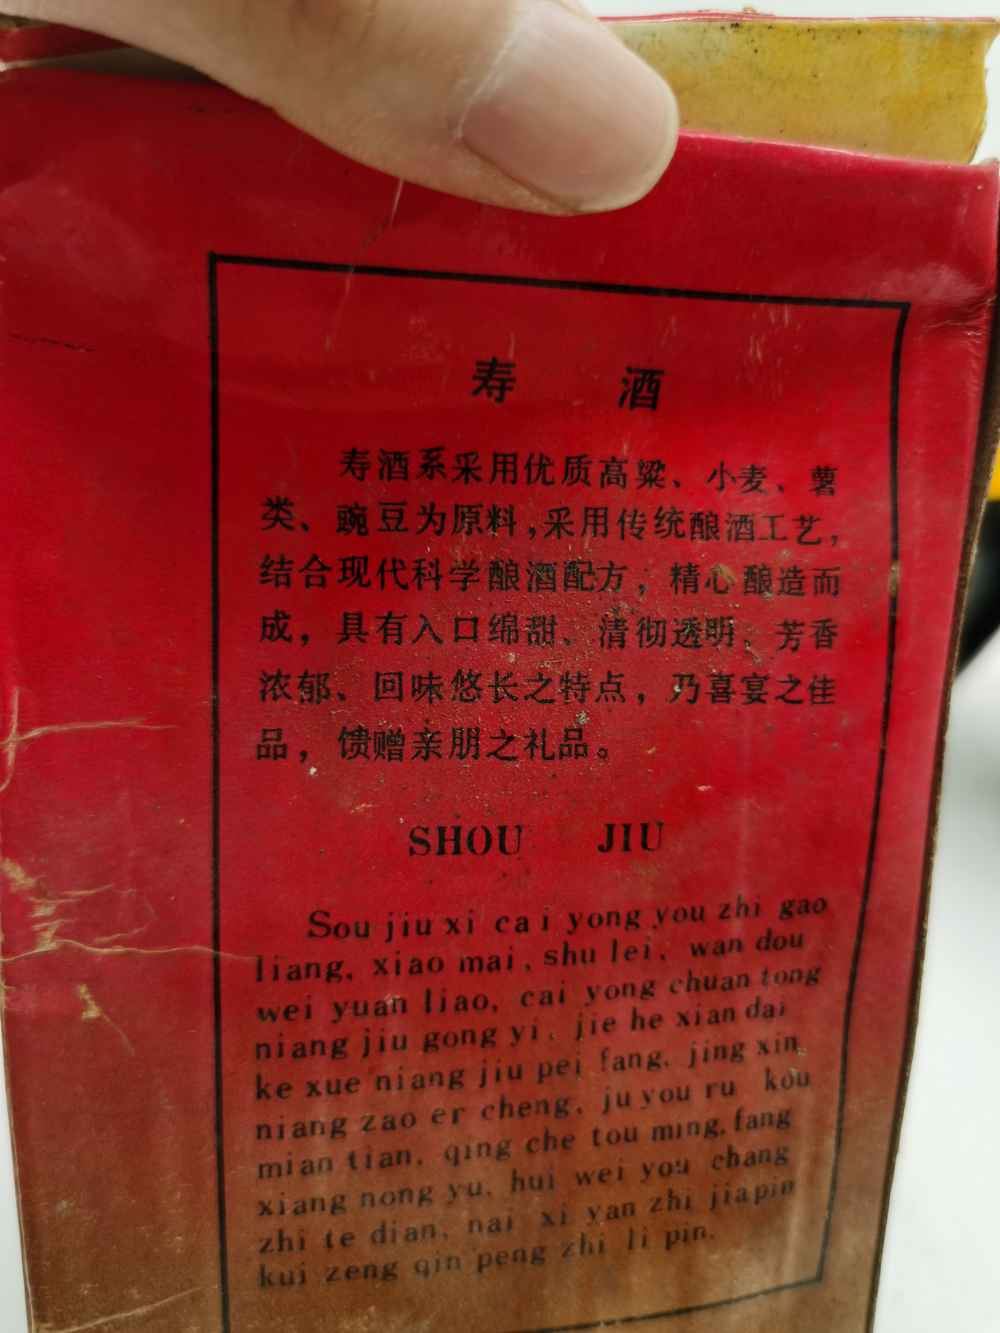 寿 酒
寿酒系采用优质高粱、小麦、薯
类、豌豆为原料,采用传统酿酒工艺,
结合现代科学酿酒配方,精心酿造而
成,具有入口绵甜、清彻透明、芳香
浓郁、回味悠长之特点,乃喜宴之佳
品,馈赠亲朋之礼品。
SHOU JIU
Sou jiu xi cai yong you zhi gao
liang, xiao mai, shu lei, wan dou
wei yuan liao, cai yong chuan tong
niang jiu gong yi, jie he xian dai
ke xue niang jiu pei fang, jing xin
niang zao er cheng, ju you ru kou
mian tian, qing che tou ming, fang
xiang nong yu, hui wei you chang
zhi te dian, nai xi yan zhi jiapin
kui zeng qin peng zhi li pin.